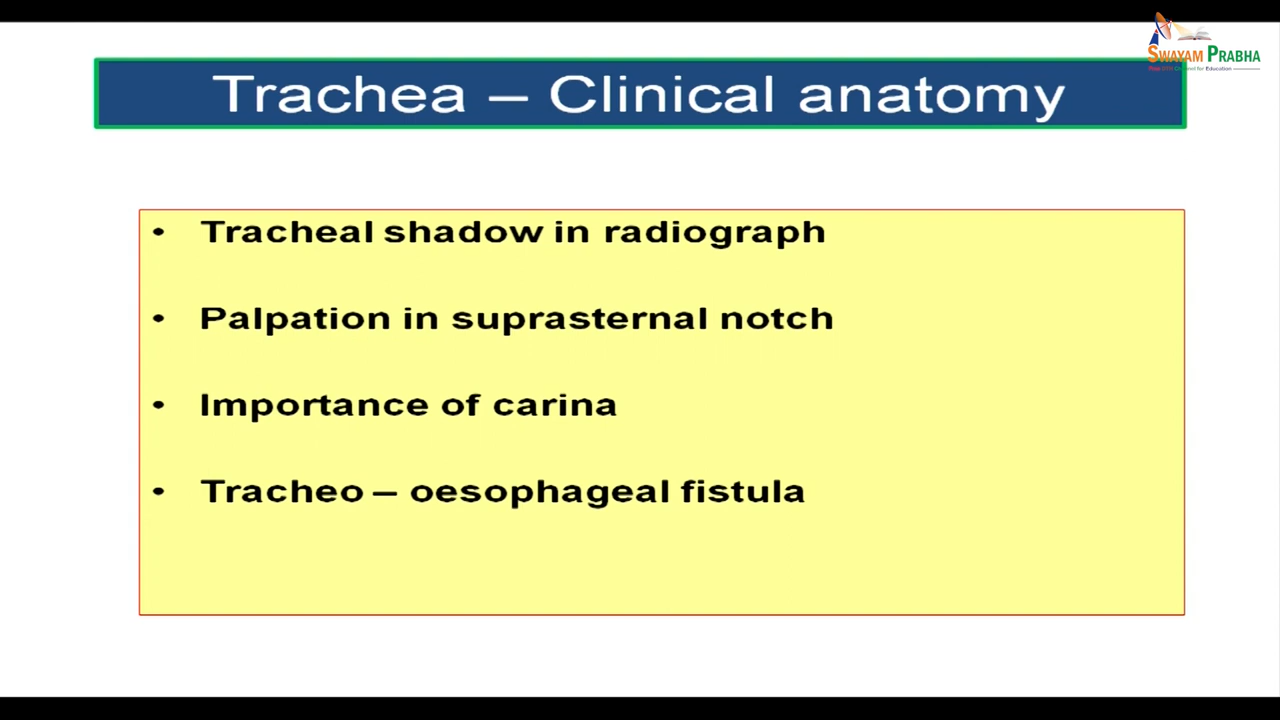 SWAYAM PRABHA
Trachea – Clinical anatomy
• Tracheal shadow in radiograph
• Palpation in suprasternal notch
• Importance of carina
• Tracheo – oesophageal fistula